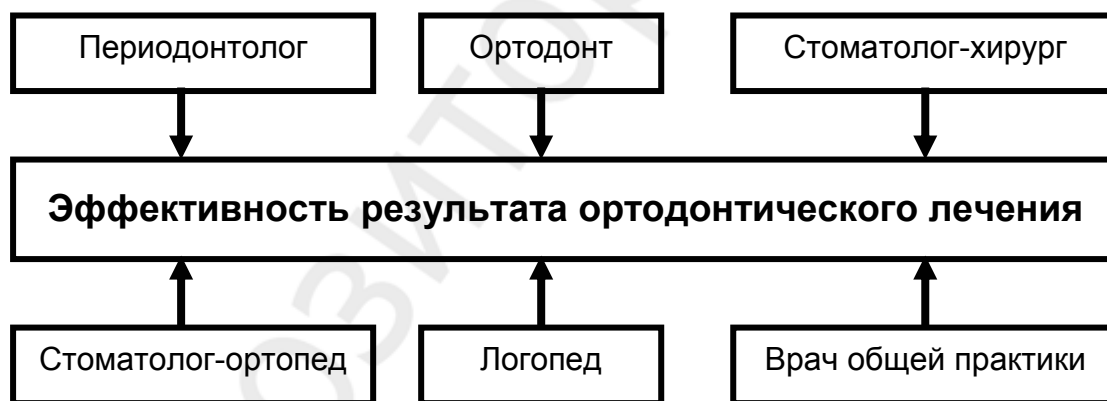 Периодонтолог
Ортодонт
Стоматолог-хирург
Эффективность результата ортодонтического лечения
Стоматолог-ортопед
Логопед
Врач общей практики